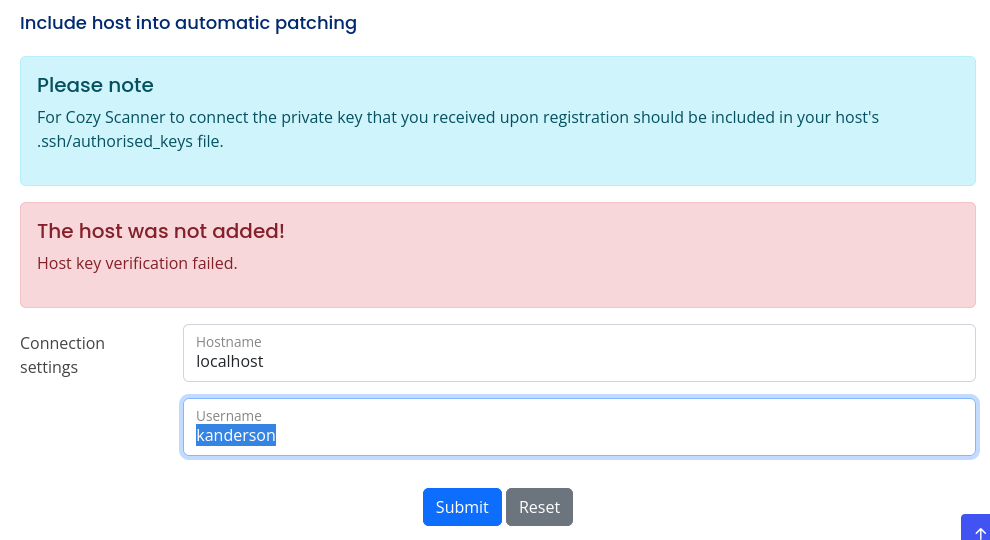 Include host into automatic patching
Please note
For Cozy Scanner to connect the private key that you received upon registration should be included in your host's
.ssh/authorised_keys file.
The host was not added!
Host key verification failed.
Connection
settings
Hostname
localhost
Username
kanderson
Submit Reset